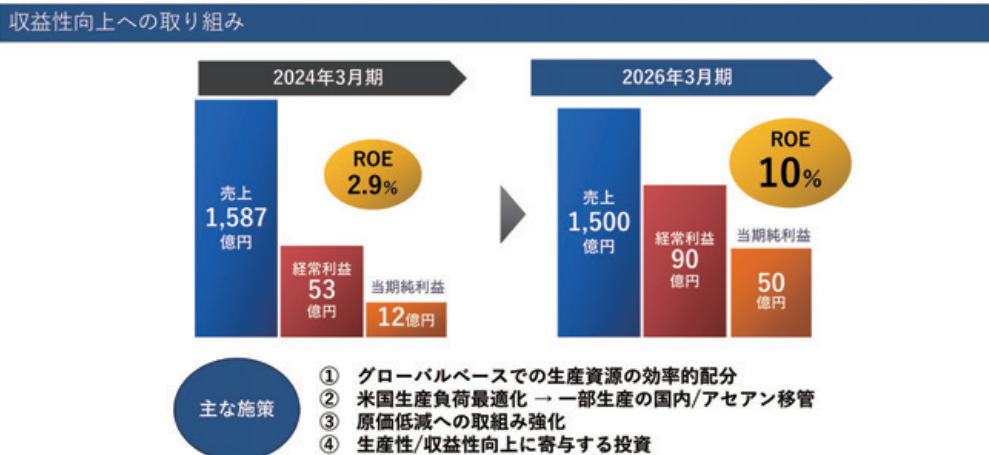 収益性向上への取り組み
2024年3月期
売上
1,587
億円
経常利益
53
億円
当期純利益
12億円
ROE
2.9%
2026年3月期
売上
1,500
億円
経常利益
90
億円
当期純利益
50
億円
ROE
10%
主な施策
① グローバルベースでの生産資源の効率的配分
② 米国生産負荷最適化 → 一部生産の国内/アセアン移管
③ 原価低減への取組み強化
④ 生産性/収益性向上に寄与する投資